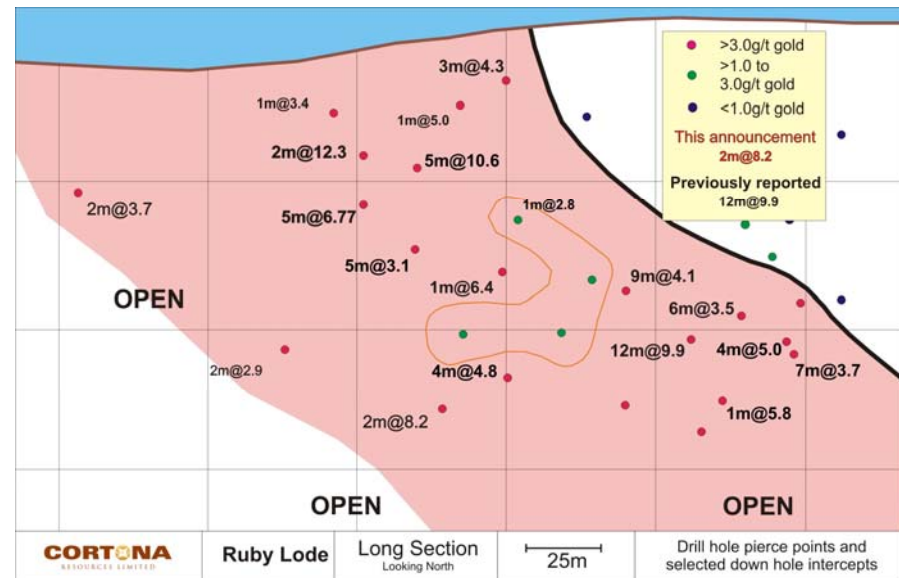 >3.0g/t gold
>1.0 to
3.0g/t gold
<1.0g/t gold
This announcement
2m@8.2
Previously reported
12m@9.9
3m@4.3
1m@3.4
1m@5.0
2m@12.3
5m@10.6
2m@3.7
5m@6.77
1m@2.8
5m@3.1
1m@6.4
9m@4.1
OPEN
6m@3.5
2m@2.9
12m@9.9
4m@5.0
4m@4.8
7m@3.7
2m@8.2
1m@5.8
OPEN
OPEN
CORTONA
RESOURCES LIMITED
Ruby Lode
Long Section
Looking North
25m
Drill hole pierce points and
selected down hole intercepts